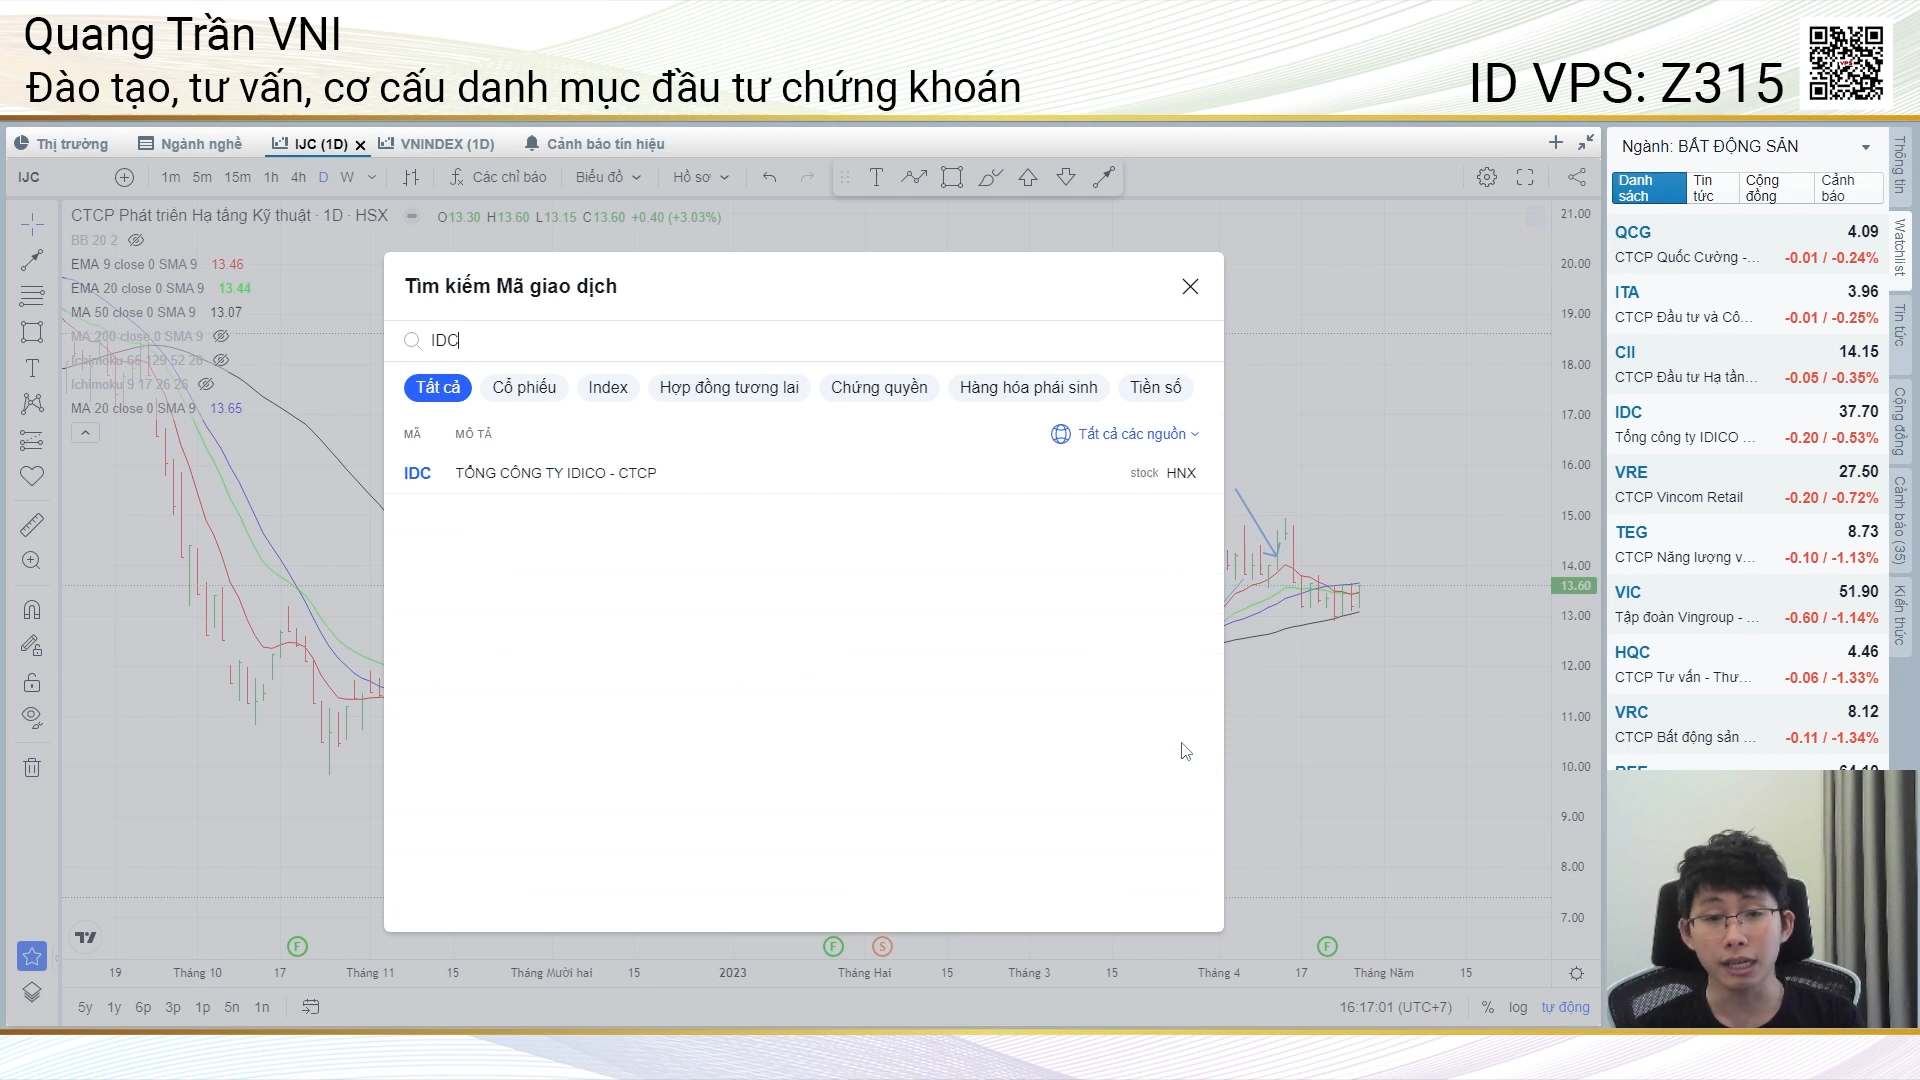 Quang Trần VNI
Đào tạo, tư vấn, cơ cấu danh mục đầu tư chứng khoán
ID VPS: Z315
Thị trường
Ngành nghề
IJC (1D)
VNINDEX (1D)
Cảnh báo tín hiệu
IJC
1m 5m 15m 1h 4h D W
Các chỉ báo
Biểu đồ
Hồ sơ
CTCP Phát triển Hạ tầng Kỹ thuật · 1D · HSX
O13.30 H13.60 L13.15 C13.60 +0.40 (+3.03%)
BB 20 2
EMA 9 close 0 SMA 9 13.46
EMA 20 close 0 SMA 9 13.44
MA 50 close 0 SMA 9 13.07
MA 200 close 0 SMA 9
Ichimoku 65 129 52 26
Ichimoku 9 17 26 26
MA 20 close 0 SMA 9 13.65
Tìm kiếm Mã giao dịch
IDC
Tất cả
Cổ phiếu
Index
Hợp đồng tương lai
Chứng quyền
Hàng hóa phái sinh
Tiền số
MÃ
MÔ TẢ
Tất cả các nguồn
IDC TỔNG CÔNG TY IDICO - CTCP stock HNX
21.00
20.00
19.00
18.00
17.00
16.00
15.00
14.00
13.60
13.00
12.00
11.00
10.00
9.00
8.00
7.00
F
F
S
F
19 Tháng 10 17 Tháng 11 15 Tháng Mười hai 15 2023 Tháng Hai 15 Tháng 3 15 Tháng 4 17 Tháng Năm 15
5y 1y 6p 3p 1p 5n 1n
16:17:01 (UTC+7)
% log tự động
Ngành: BẤT ĐỘNG SẢN
Danh sách
Tin tức
Cộng đồng
Cảnh báo
QCG 4.09
CTCP Quốc Cường -... -0.01 / -0.24%
ITA 3.96
CTCP Đầu tư và Cô... -0.01 / -0.25%
CII 14.15
CTCP Đầu tư Hạ tần... -0.05 / -0.35%
IDC 37.70
Tổng công ty IDICO ... -0.20 / -0.53%
VRE 27.50
CTCP Vincom Retail -0.20 / -0.72%
TEG 8.73
CTCP Năng lượng v... -0.10 / -1.13%
VIC 51.90
Tập đoàn Vingroup - ... -0.60 / -1.14%
HQC 4.46
CTCP Tư vấn - Thư... -0.06 / -1.33%
VRC 8.12
CTCP Bất động sản ... -0.11 / -1.34%
Thông tin
Watchlist
Tin tức
Cộng đồng
Cảnh báo (35)
Kiến thức